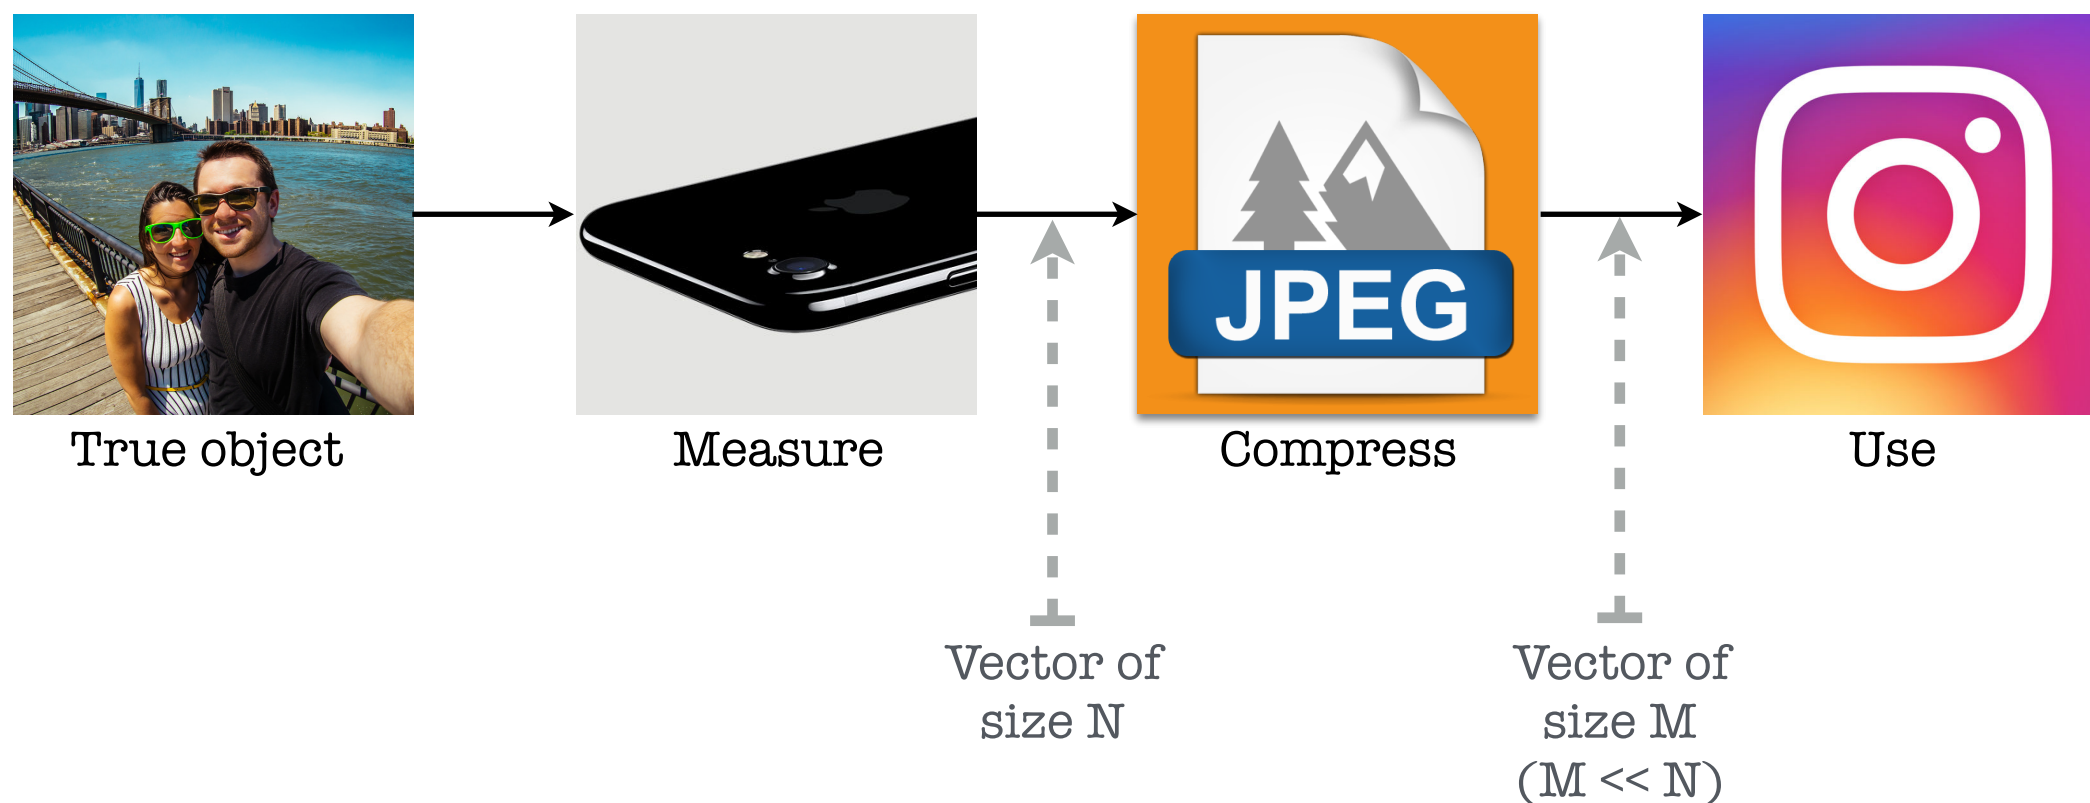 True object
Measure
JPEG
Compress
Use
Vector of
size N
Vector of
size M
(M << N)